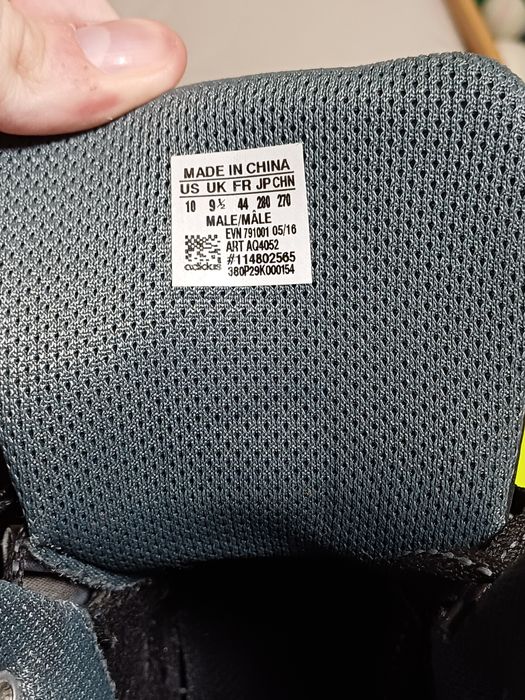 MADE IN CHINA
US UK FR JP CHN
10 9½ 44 280 270
MALE/MÂLE
EVN 791001 05/16
ART AQ4052
adidas
#114802565
380P29K000154